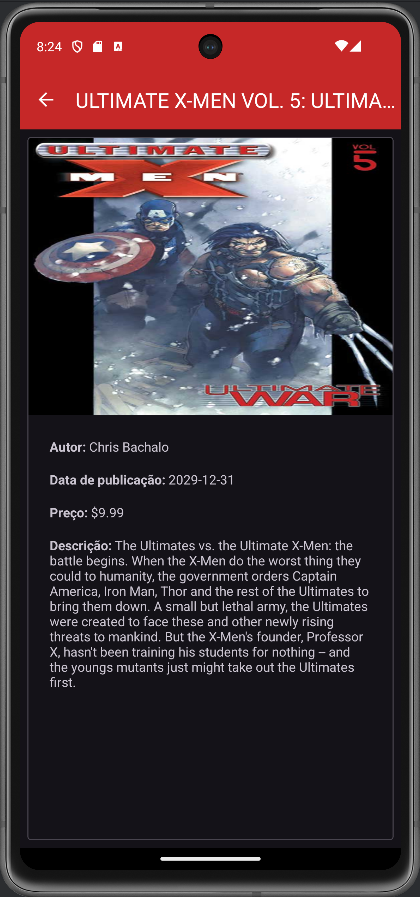 8:24
ULTIMATE X-MEN VOL. 5: ULTIMA...
ULTIMATE
X
MEN
VOL
5
ULTIMATE
WAR
Autor: Chris Bachalo
Data de publicação: 2029-12-31
Preço: $9.99
Descrição: The Ultimates vs. the Ultimate X-Men: the
battle begins. When the X-Men do the worst thing they
could to humanity, the government orders Captain
America, Iron Man, Thor and the rest of the Ultimates to
bring them down. A small but lethal army, the Ultimates
were created to face these and other newly rising
threats to mankind. But the X-Men's founder, Professor
X, hasn't been training his students for nothing – and
the youngs mutants just might take out the Ultimates
first.